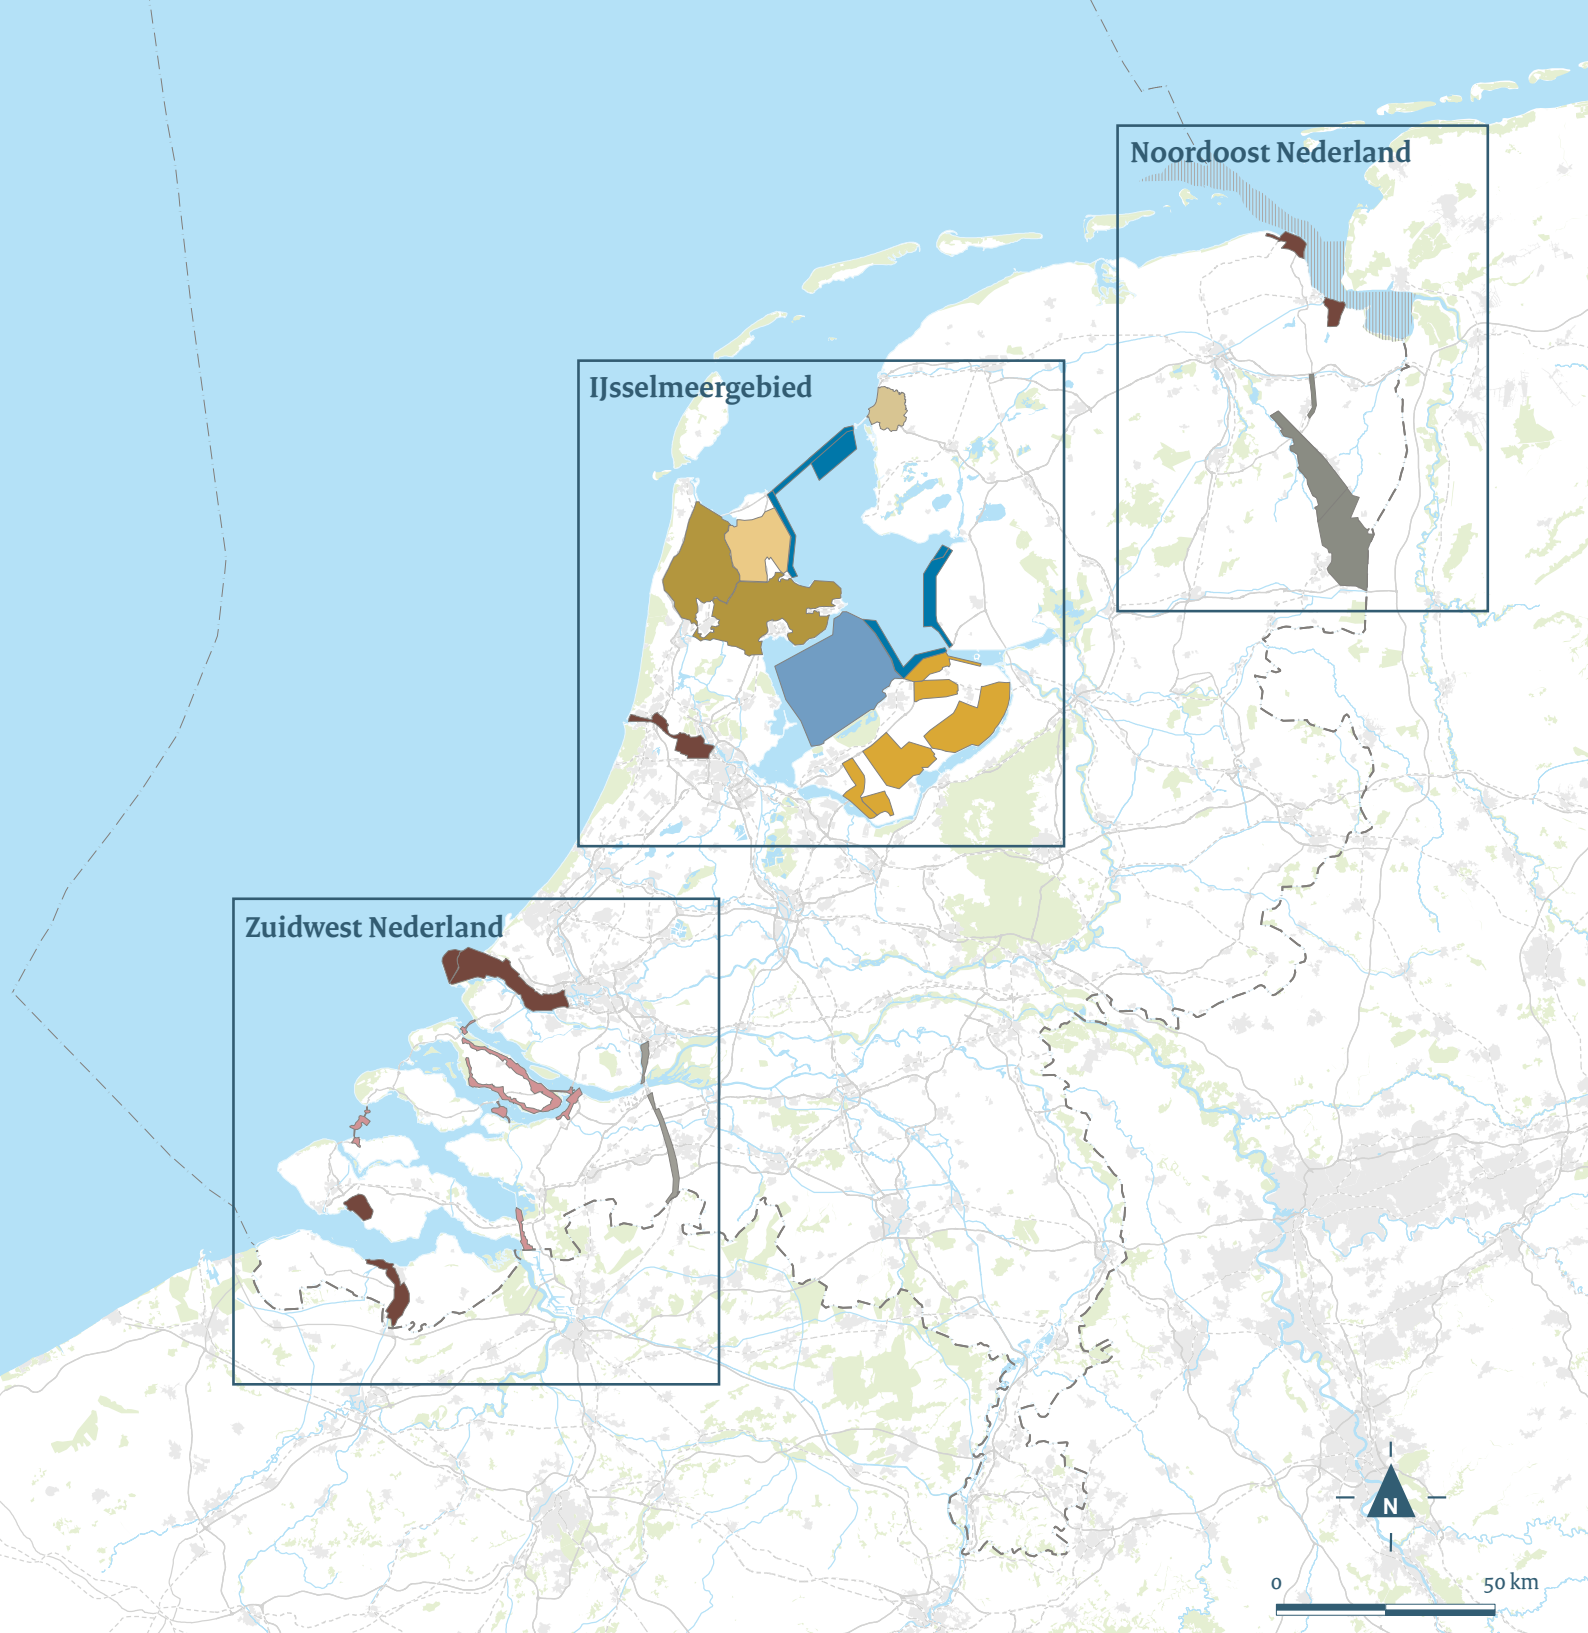 Noordoost Nederland
IJsselmeergebied
Zuidwest Nederland
N
0 50 km